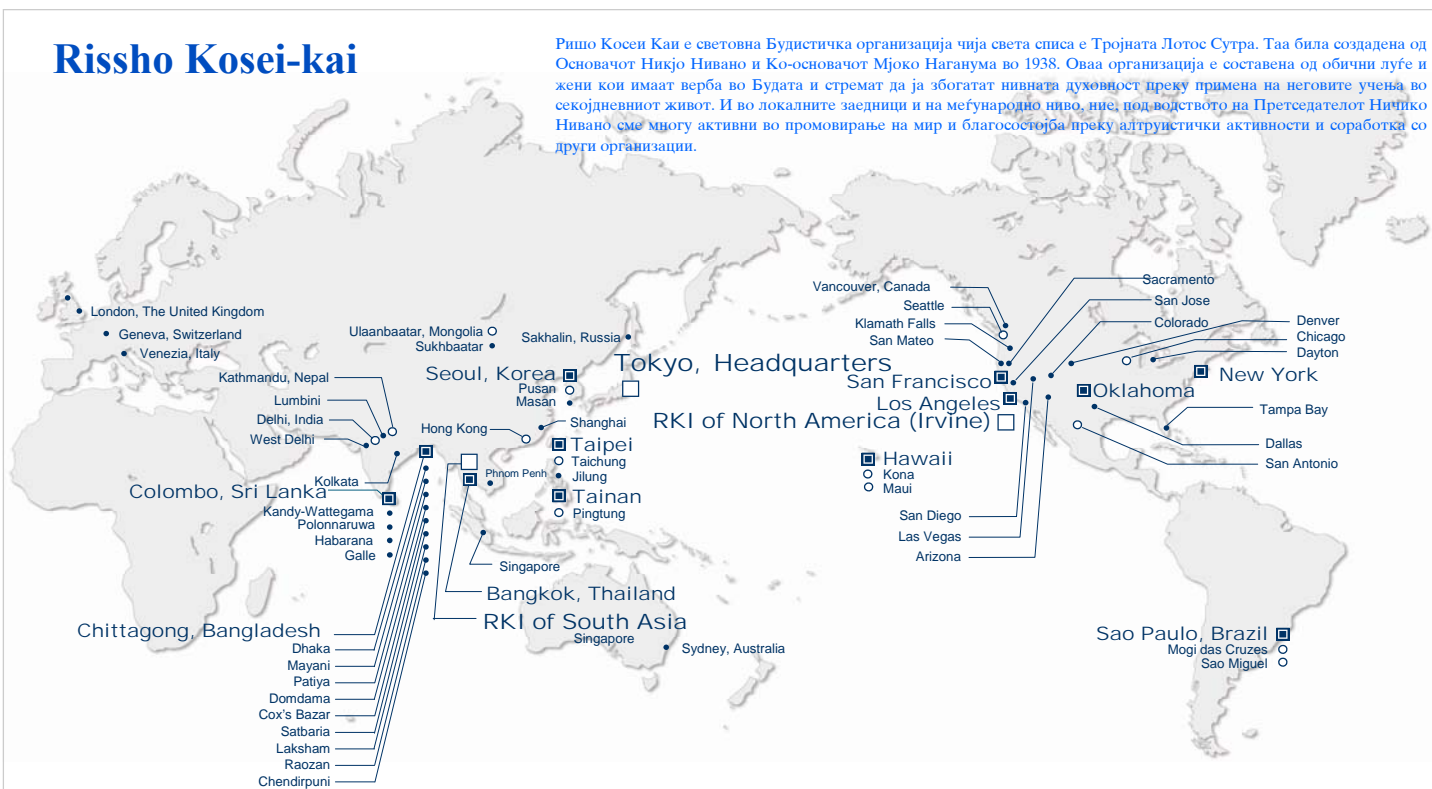 Rissho Kosei-kai
Ришо Косеи Каи е световна Будистичка организација чија света списа е Тројната Лотос Сутра. Таа била создадена од
Основачот Никјо Нивано и Ко-основачот Мјоко Наганума во 1938. Оваа организација е составена од обични луѓе и
жени кои имаат верба во Будата и стремат да ја збогатат нивната духовност преку примена на неговите учења во
секојдневниот живот. И во локалните заедници и на меѓународно ниво, ние, под водството на Претседателот Ничико
Нивано сме многу активни во промовирање на мир и благосостојба преку алтруистички активности и соработка со
други организации.
London, The United Kingdom
Geneva, Switzerland
Venezia, Italy
Ulaanbaatar, Mongolia
Sukhbaatar
Sakhalin, Russia
Tokyo, Headquarters
Seoul, Korea
Pusan
Masan
Kathmandu, Nepal
Lumbini
Delhi, India
West Delhi
Hong Kong
Shanghai
Taipei
Taichung
Jilung
Tainan
Pingtung
Phnom Penh
Kolkata
Colombo, Sri Lanka
Kandy-Wattegama
Polonnaruwa
Habarana
Galle
Singapore
Bangkok, Thailand
RKI of South Asia
Singapore
Sydney, Australia
Chittagong, Bangladesh
Dhaka
Mayani
Patiya
Domdama
Cox's Bazar
Satbaria
Laksham
Raozan
Chendirpuni
Vancouver, Canada
Seattle
Klamath Falls
San Mateo
San Francisco
Los Angeles
RKI of North America (Irvine)
Sacramento
San Jose
Colorado
Denver
Chicago
Dayton
New York
Oklahoma
Tampa Bay
Dallas
San Antonio
Hawaii
Kona
Maui
San Diego
Las Vegas
Arizona
Sao Paulo, Brazil
Mogi das Cruzes
Sao Miguel